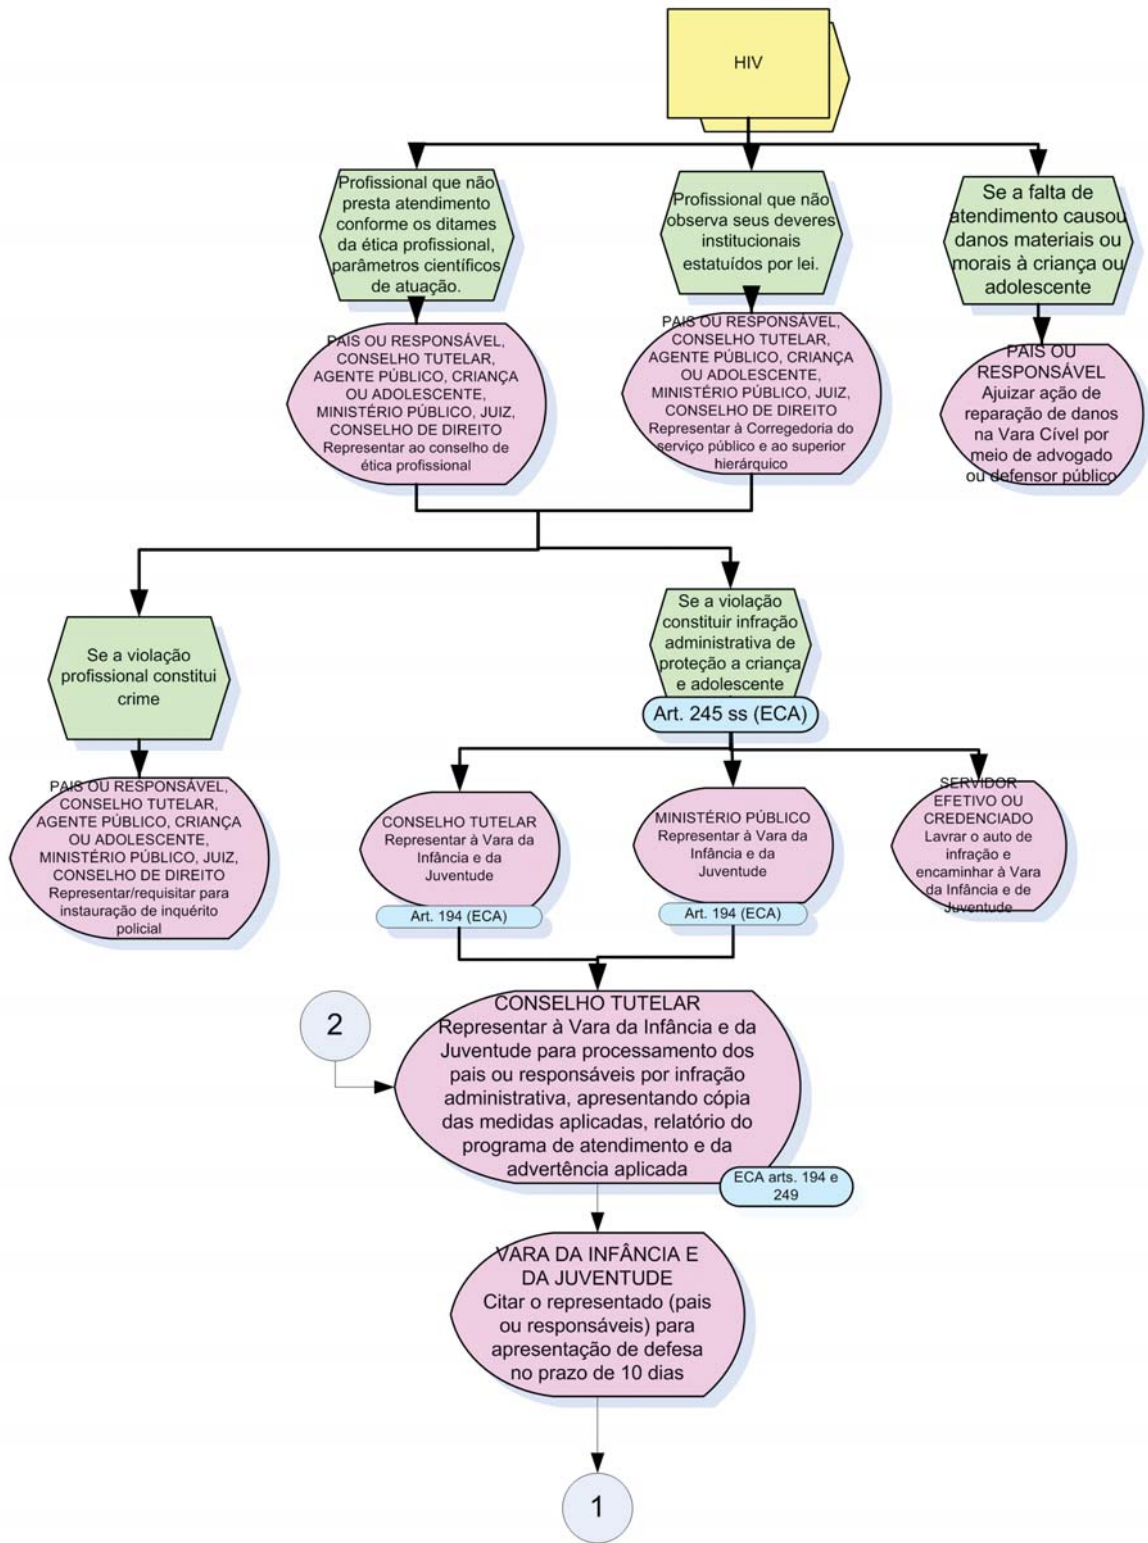 HIV
Profissional que não
presta atendimento
conforme os ditames
da ética profissional,
parâmetros científicos
de atuação.
Profissional que não
observa seus deveres
institucionais
estatuídos por lei.
Se a falta de
atendimento causou
danos materiais ou
morais à criança ou
adolescente
PAIS OU RESPONSÁVEL,
CONSELHO TUTELAR,
AGENTE PÚBLICO, CRIANÇA
OU ADOLESCENTE,
MINISTÉRIO PÚBLICO, JUIZ,
CONSELHO DE DIREITO
Representar ao conselho de
ética profissional
PAIS OU RESPONSÁVEL,
CONSELHO TUTELAR,
AGENTE PÚBLICO, CRIANÇA
OU ADOLESCENTE,
MINISTÉRIO PÚBLICO, JUIZ,
CONSELHO DE DIREITO
Representar à Corregedoria do
serviço público e ao superior
hierárquico
PAIS OU
RESPONSÁVEL
Ajuizar ação de
reparação de danos
na Vara Cível por
meio de advogado
ou defensor público
Se a violação
profissional constitui
crime
Se a violação
constituir infração
administrativa de
proteção a criança
e adolescente
Art. 245 ss (ECA)
PAIS OU RESPONSÁVEL,
CONSELHO TUTELAR,
AGENTE PÚBLICO, CRIANÇA
OU ADOLESCENTE,
MINISTÉRIO PÚBLICO, JUIZ,
CONSELHO DE DIREITO
Representar/requisitar para
instauração de inquérito
policial
CONSELHO TUTELAR
Representar à Vara da
Infância e da
Juventude
Art. 194 (ECA)
MINISTÉRIO PÚBLICO
Representar à Vara da
Infância e da
Juventude
Art. 194 (ECA)
SERVIDOR
EFETIVO OU
CREDENCIADO
Lavrar o auto de
infração e
encaminhar à Vara
da Infância e de
Juventude
2
CONSELHO TUTELAR
Representar à Vara da Infância e da
Juventude para processamento dos
pais ou responsáveis por infração
administrativa, apresentando cópia
das medidas aplicadas, relatório do
programa de atendimento e da
advertência aplicada
ECA arts. 194 e
249
VARA DA INFÂNCIA E
DA JUVENTUDE
Citar o representado (pais
ou responsáveis) para
apresentação de defesa
no prazo de 10 dias
1